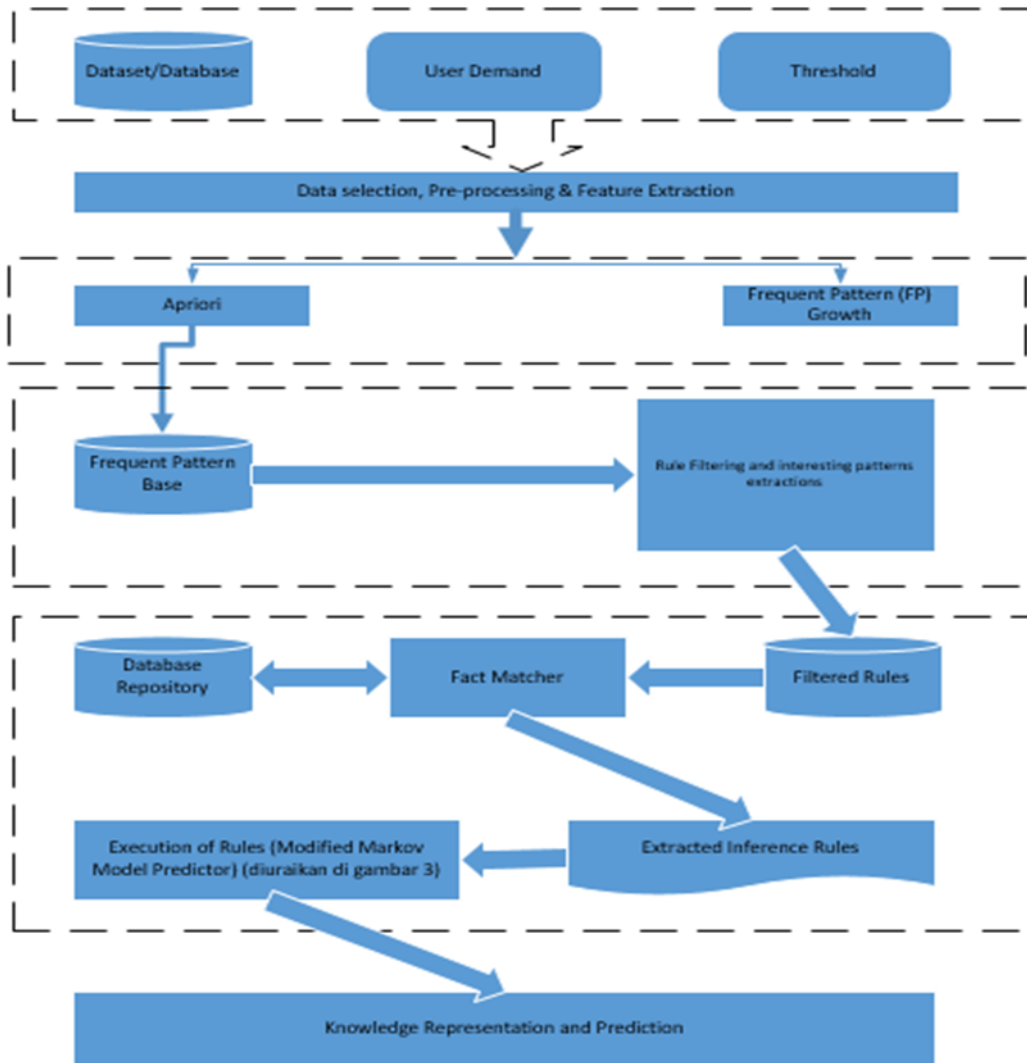 Dataset/Database
User Demand
Threshold
Data selection, Pre-processing & Feature Extraction
Apriori
Frequent Pattern (FP)
Growth
Frequent Pattern
Base
Rule Filtering and interesting patterns
extractions
Database
Repository
Fact Matcher
Filtered Rules
Execution of Rules (Modified Markov
Model Predictor) (diuraikan di gambar 3)
Extracted Inference Rules
Knowledge Representation and Prediction